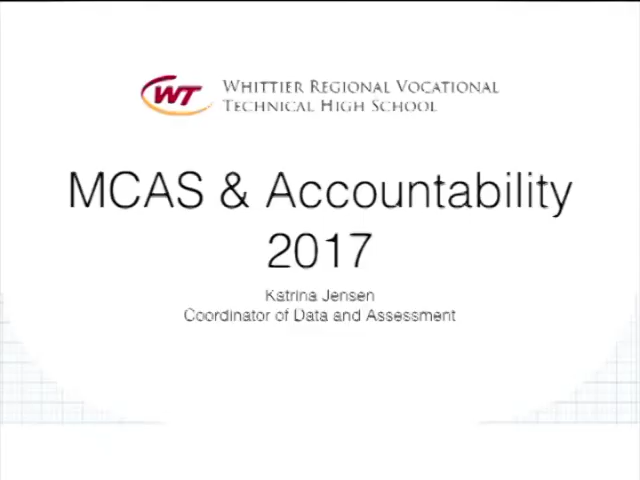 WT
WHITTIER REGIONAL VOCATIONAL
TECHNICAL HIGH SCHOOL
MCAS & Accountability
2017
Katrina Jensen
Coordinator of Data and Assessment